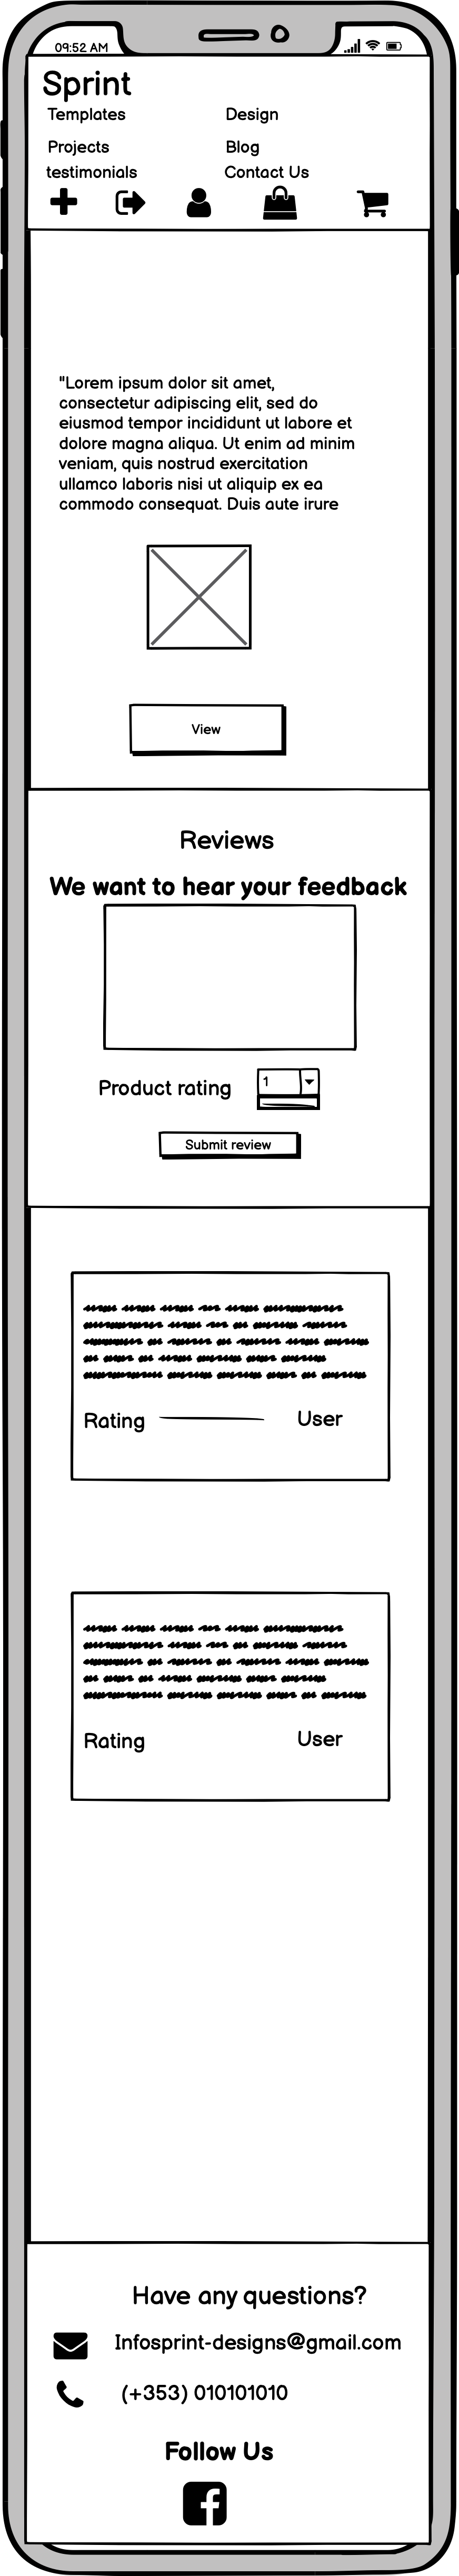 09:52 AM
Sprint
Templates Design
Projects Blog
testimonials Contact Us
"Lorem ipsum dolor sit amet,
consectetur adipiscing elit, sed do
eiusmod tempor incididunt ut labore et
dolore magna aliqua. Ut enim ad minim
veniam, quis nostrud exercitation
ullamco laboris nisi ut aliquip ex ea
commodo consequat. Duis aute irure
View
Reviews
We want to hear your feedback
Product rating 1
Submit review
Rating User
Rating User
Have any questions?
Infosprint-designs@gmail.com
(+353) 010101010
Follow Us